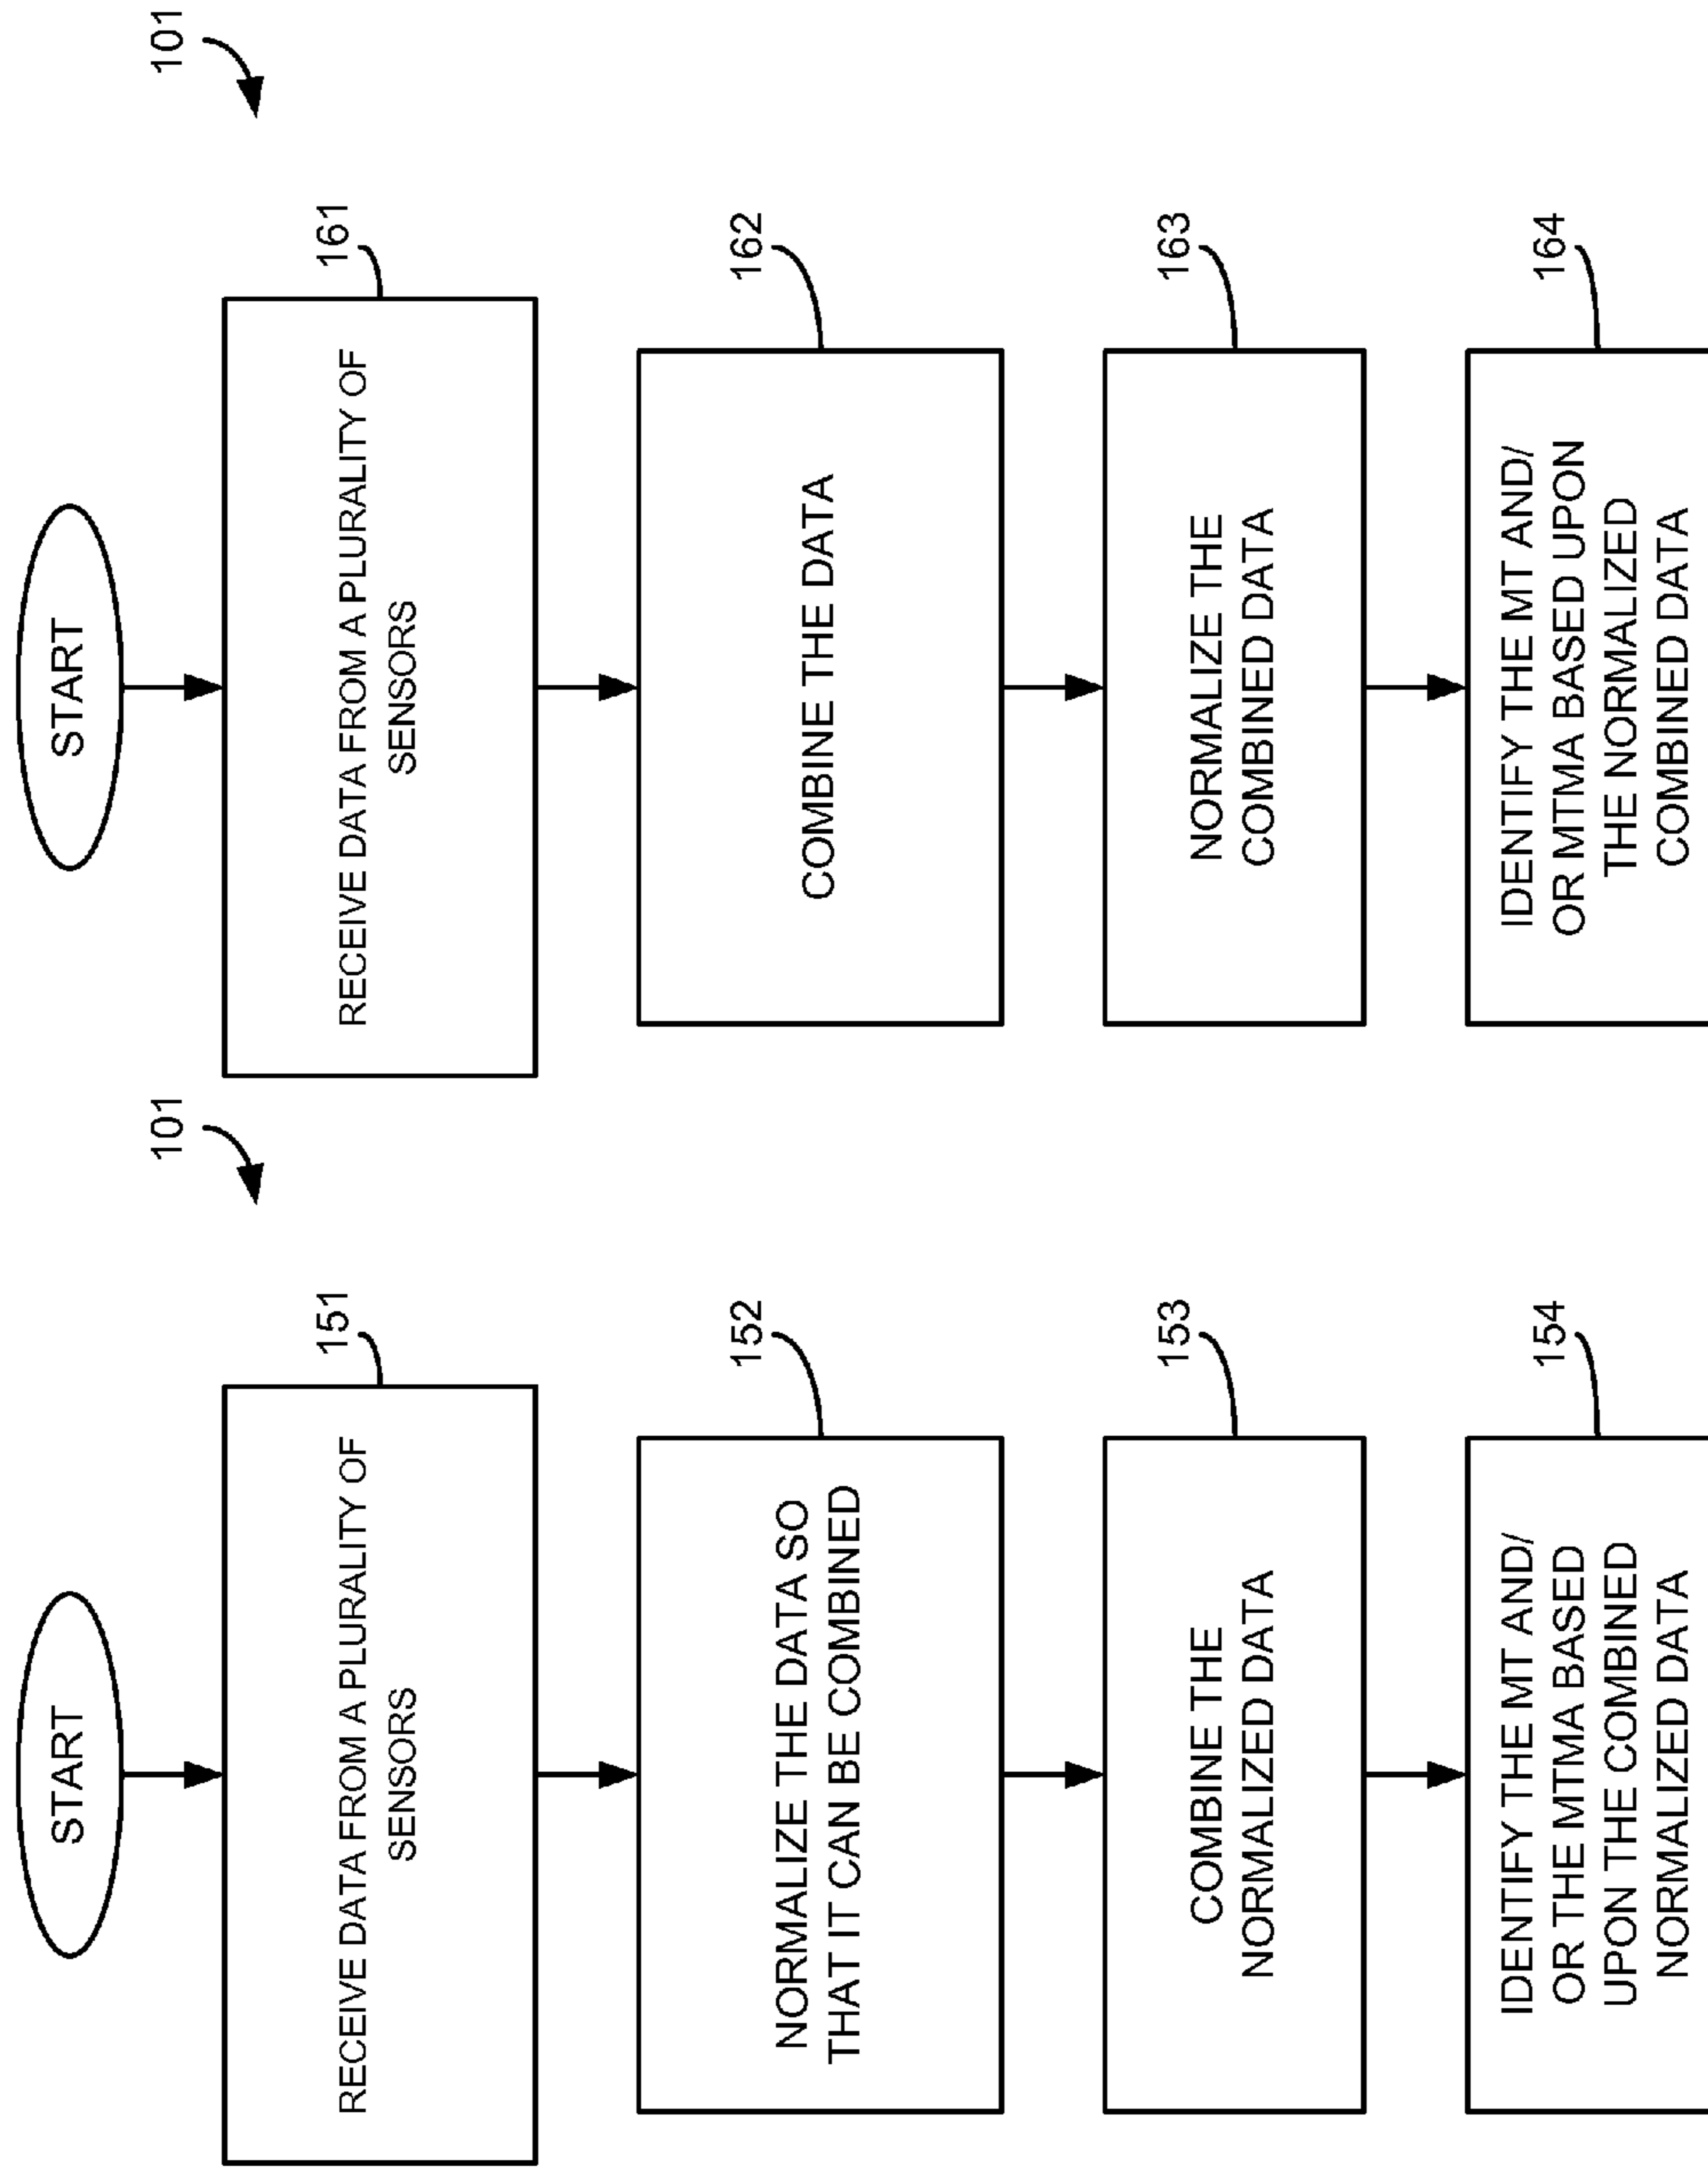 101
START
RECEIVE DATA FROM A PLURALITY OF
SENSORS
151
NORMALIZE THE DATA SO
THAT IT CAN BE COMBINED
152
COMBINE THE
NORMALIZED DATA
153
IDENTIFY THE MT AND/
OR THE MTMA BASED
UPON THE COMBINED
NORMALIZED DATA
154
101
START
RECEIVE DATA FROM A PLURALITY OF
SENSORS
161
COMBINE THE DATA
162
NORMALIZE THE
COMBINED DATA
163
IDENTIFY THE MT AND/
OR MTMA BASED UPON
THE NORMALIZED
COMBINED DATA
164